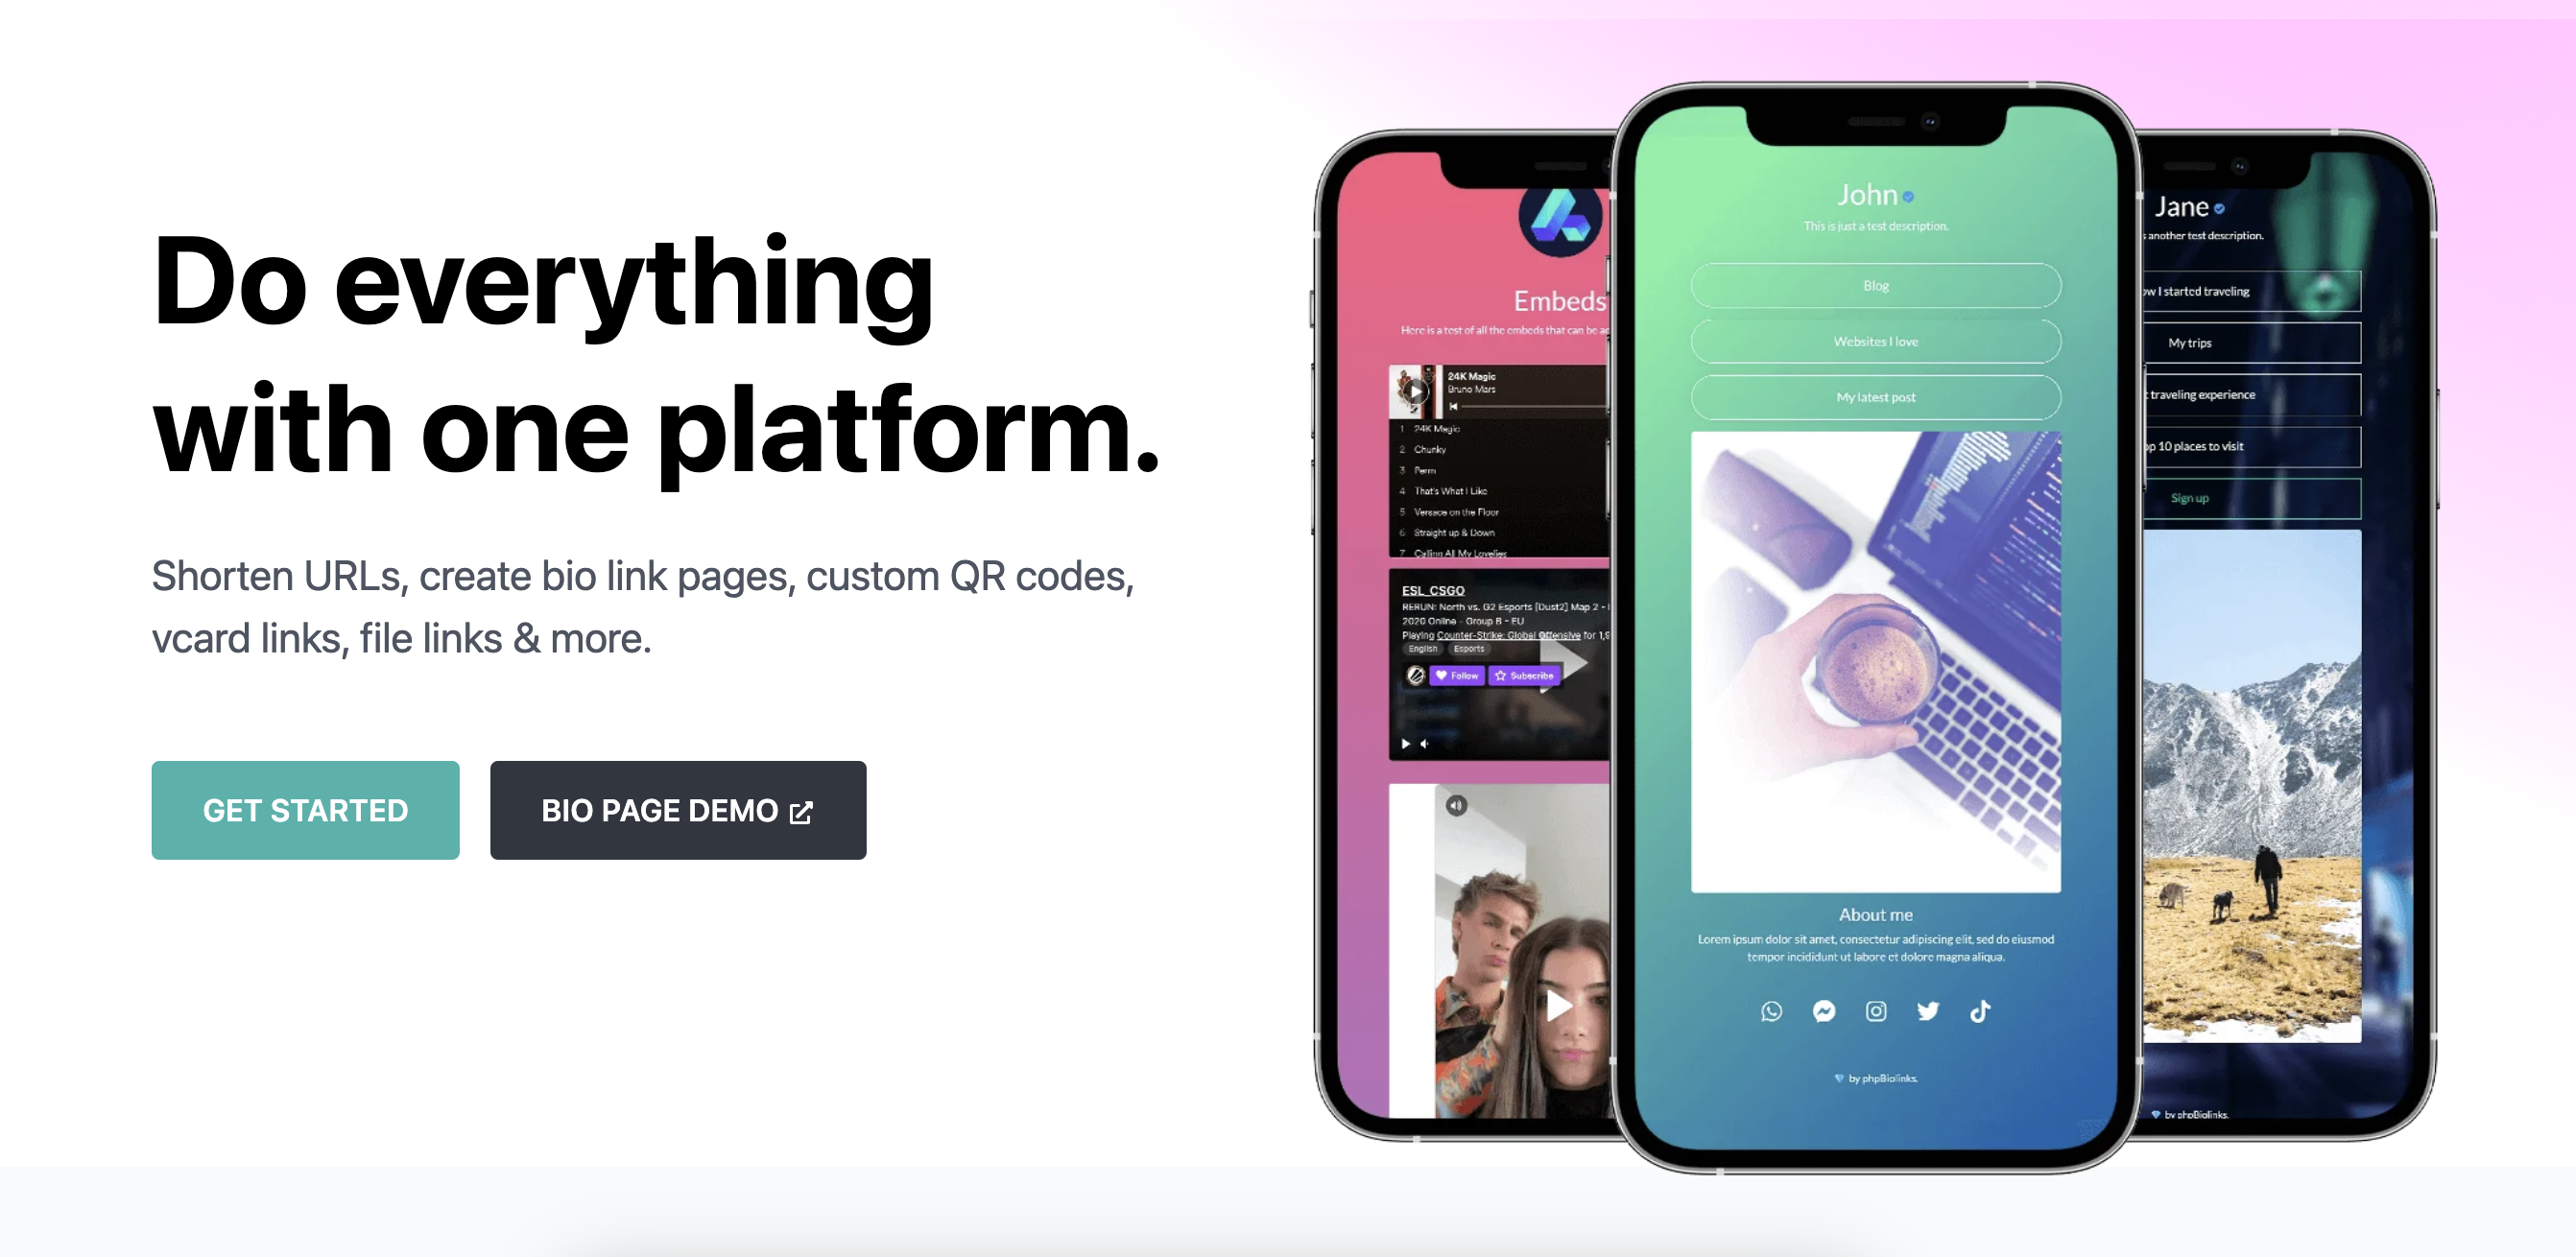 Do everything
with one platform.
Shorten URLs, create bio link pages, custom QR codes,
vcard links, file links & more.
GET STARTED
BIO PAGE DEMO
Embeds
Here is a test of all the embeds that can be
24K Magic
Bruno Mars
1 24K Magic
2 Chunky
3 Perm
4 That's What I Like
5 Versace on the Floor
6 Straight up & Down
7 Calling All My Lovelies
ESL_CSGO
RERUN: North vs. G2 Esports [Dust2] Map 2 -
2020 Online - Group B - EU
Playing Counter-Strike: Global Offensive for 1,9
English Esports
Follow Subscribe
John
This is just a test description.
Blog
Websites I love
My latest post
About me
Lorem ipsum dolor sit amet, consectetur adipiscing elit, sed do eiusmod
tempor incididunt ut labore et dolore magna aliqua.
by phpBiolinks.
Jane
another test description.
I started traveling
My trips
traveling experience
10 places to visit
Sign up
by phpBiolinks.